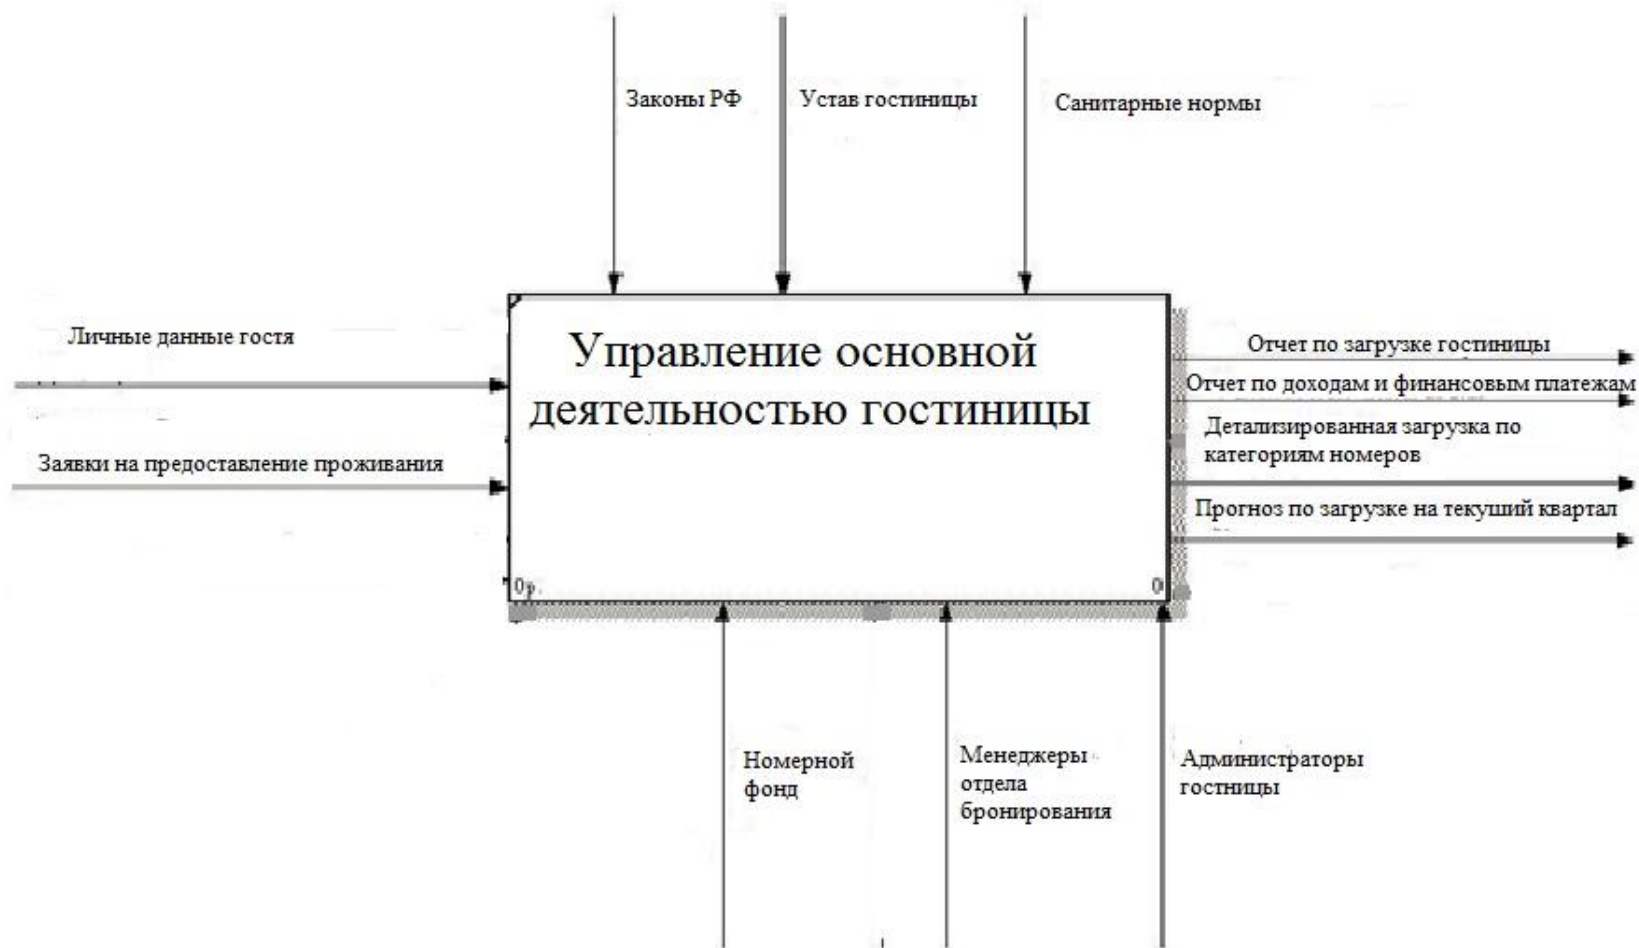 Законы РФ
Устав гостиницы
Санитарные нормы
Личные данные гостя
Заявки на предоставление проживания
Управление основной
деятельностью гостиницы
0р.
0
Отчет по загрузке гостиницы
Отчет по доходам и финансовым платежам
Детализированная загрузка по
категориям номеров
Прогноз по загрузке на текуший квартал
Номерной
фонд
Менеджеры
отдела
бронирования
Администраторы
гостницы